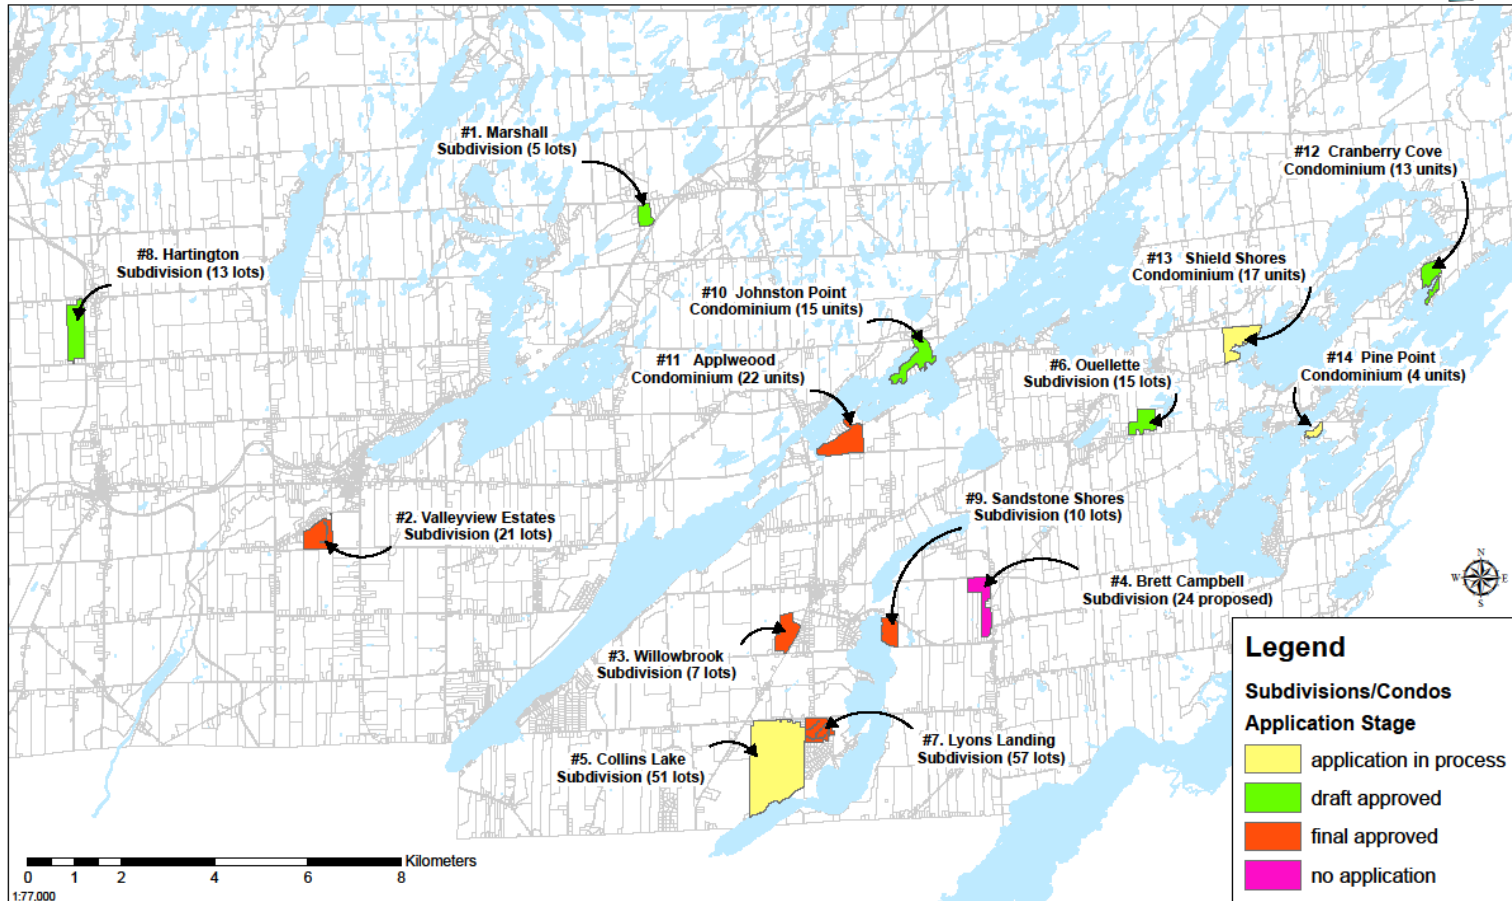 #1. Marshall
Subdivision (5 lots)
#12  Cranberry Cove
Condominium (13 units)
#8. Hartington
Subdivision (13 lots)
#13   Shield Shores
Condominium (17 units)
#10  Johnston Point
Condominium (15 units)
#11  Applweood
Condominium (22 units)
#6. Ouellette
Subdivision (15 lots)
#14  Pine Point
Condominium (4 units)
#9. Sandstone Shores
Subdivision (10 lots)
#2. Valleyview Estates
Subdivision (21 lots)
#4. Brett Campbell
Subdivision (24 proposed)
#3. Willowbrook
Subdivision (7 lots)
#7. Lyons Landing
Subdivision (57 lots)
#5. Collins Lake
Subdivision (51 lots)
N
W E
S
Legend
Subdivisions/Condos
Application Stage
application in process
draft approved
final approved
no application
Kilometers
0 1 2 4 6 8
1:77,000